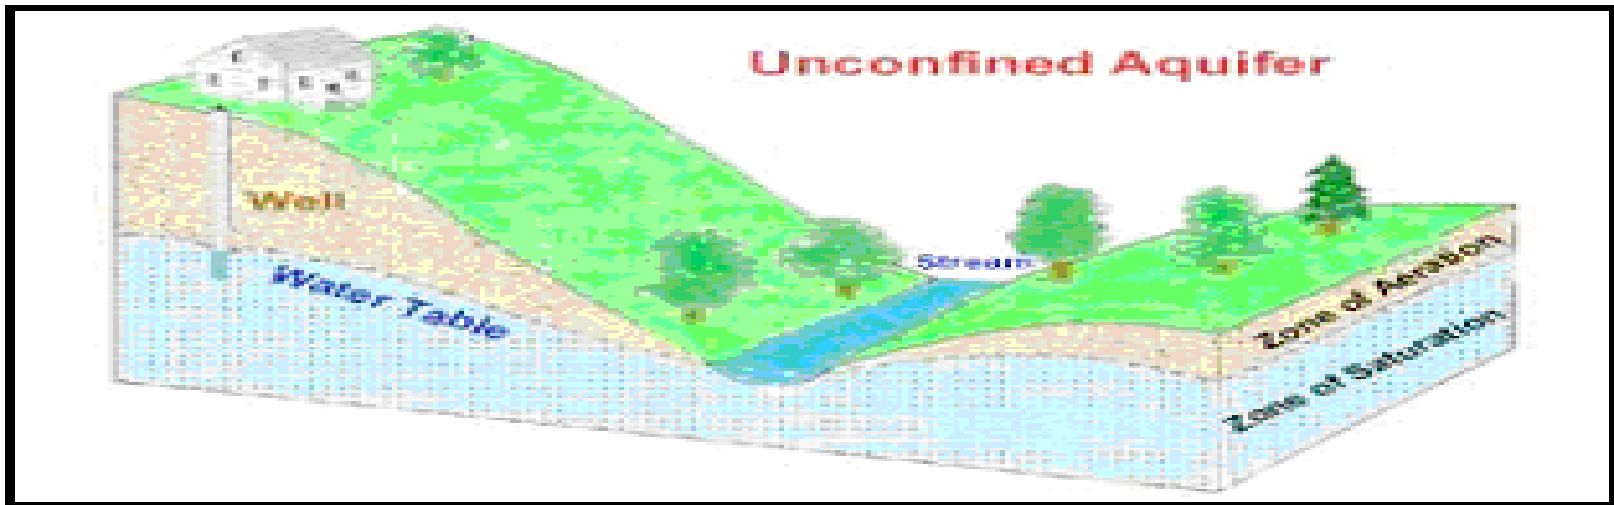 Unconfined Aquifer
Well
Water Table
Stream
Zone of Aeration
Zone of Saturation